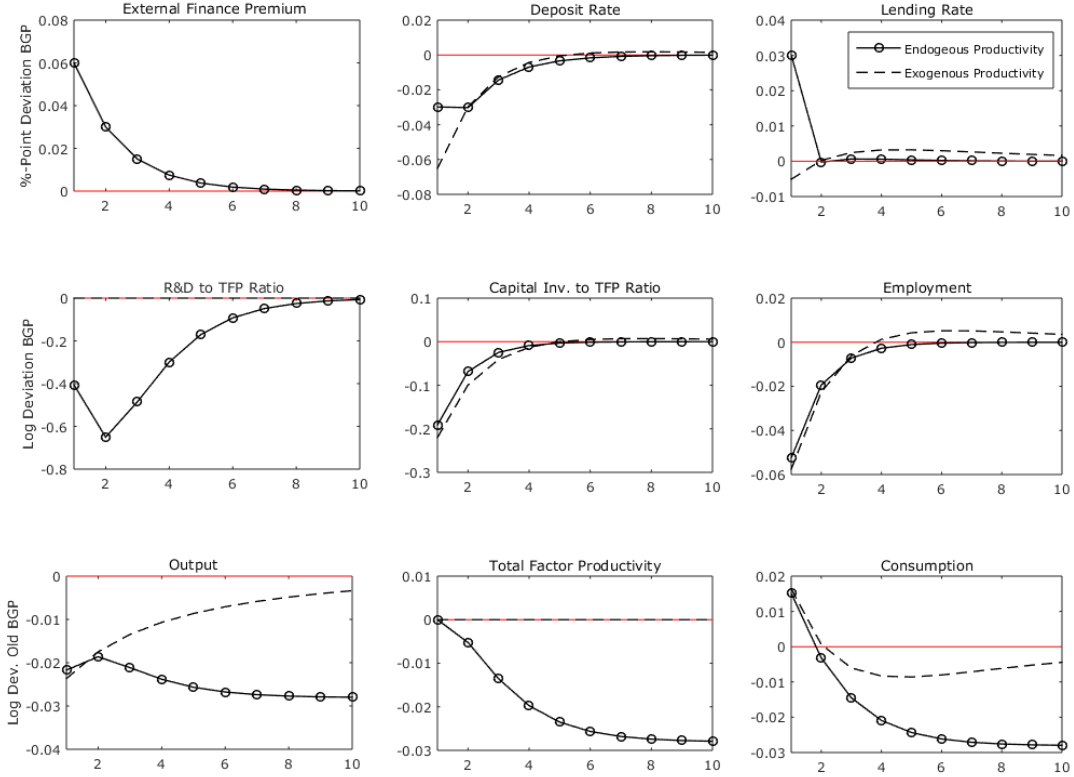 External Finance Premium
Deposit Rate
Lending Rate
%-Point Deviation BGP
0.08
0.06
0.04
0.02
0
2 4 6 8 10
0.02
0
-0.02
-0.04
-0.06
-0.08
2 4 6 8 10
0.04
0.03
0.02
0.01
0
-0.01
2 4 6 8 10
Endogeous Productivity
Exogenous Productivity
R&D to TFP Ratio
Capital Inv. to TFP Ratio
Employment
Log Deviation BGP
0
-0.2
-0.4
-0.6
-0.8
2 4 6 8 10
0.1
0
-0.1
-0.2
-0.3
2 4 6 8 10
0.02
0
-0.02
-0.04
-0.06
2 4 6 8 10
Output
Total Factor Productivity
Consumption
Log Dev. Old BGP
0
-0.01
-0.02
-0.03
-0.04
2 4 6 8 10
0.01
0
-0.01
-0.02
-0.03
2 4 6 8 10
0.02
0.01
0
-0.01
-0.02
-0.03
2 4 6 8 10